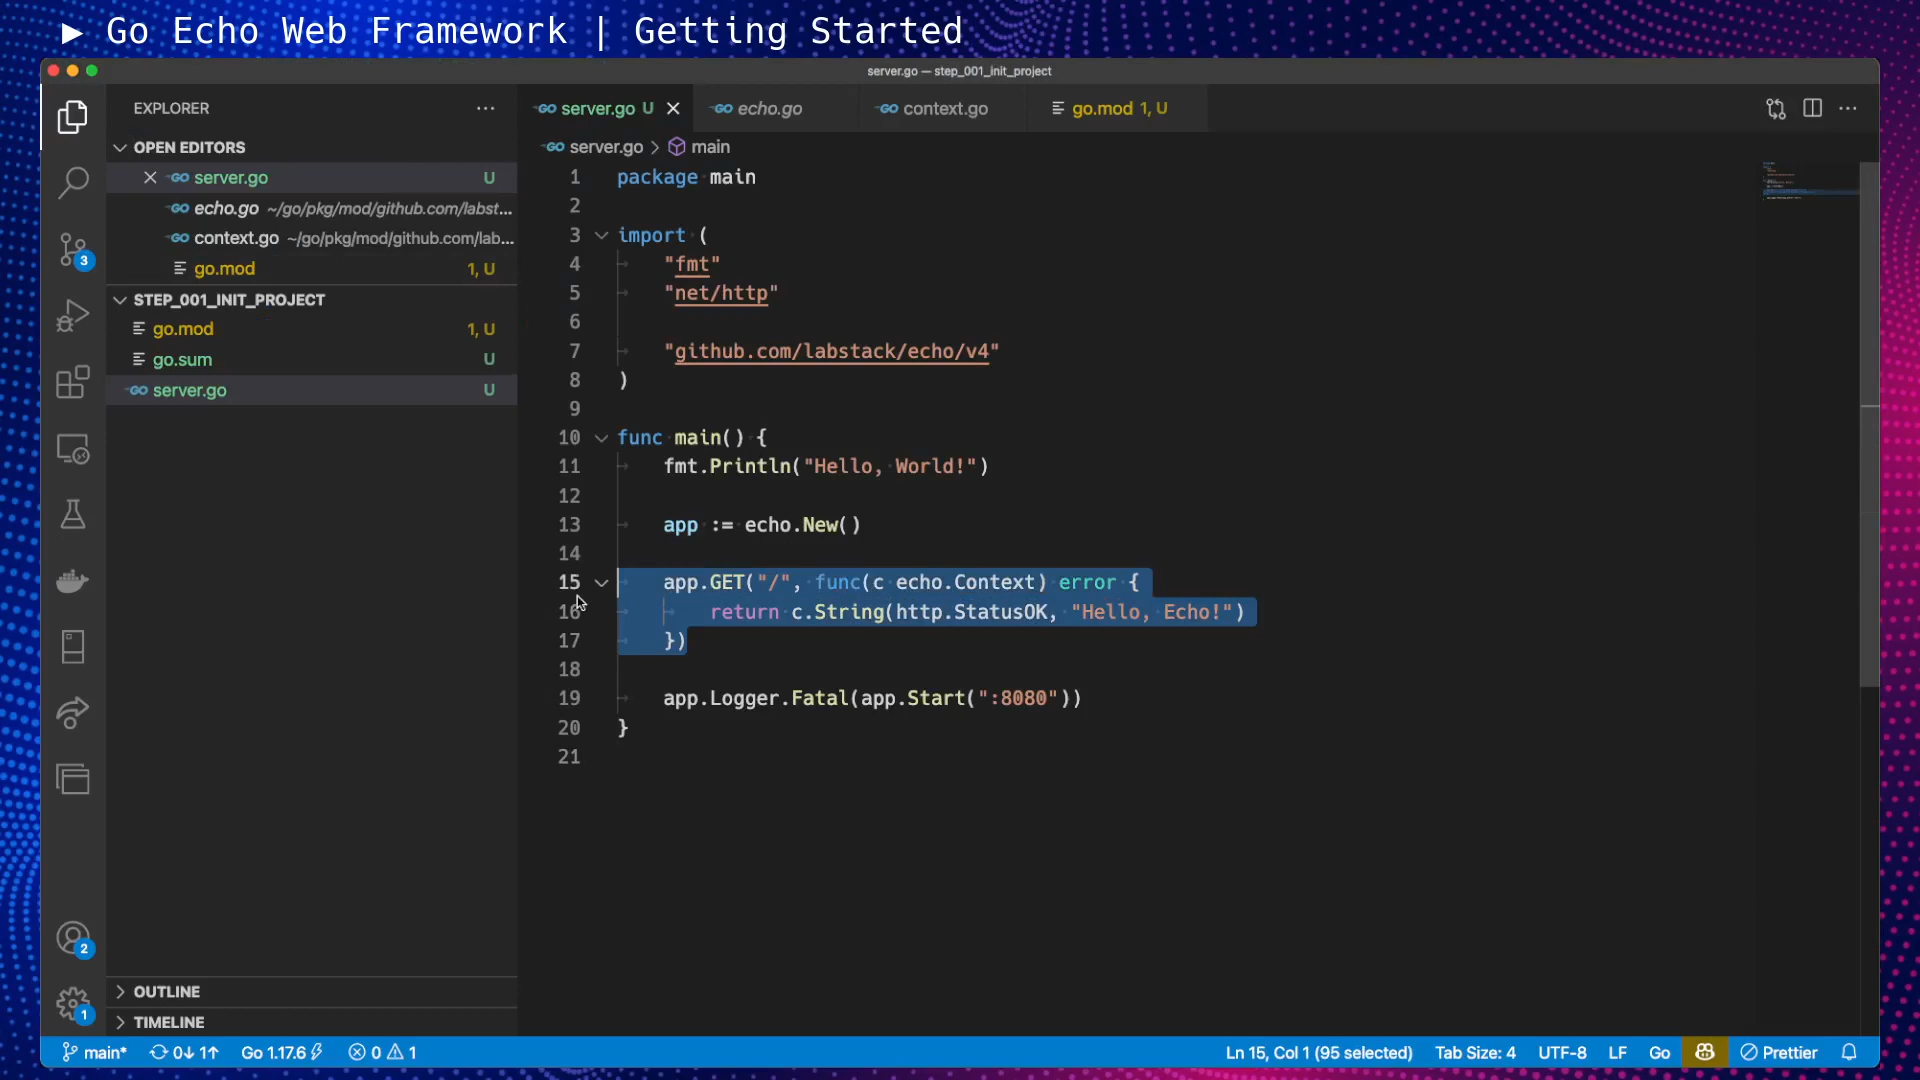 ▶ Go Echo Web Framework | Getting Started
server.go — step_001_init_project
EXPLORER
OPEN EDITORS
server.go U
echo.go ~/go/pkg/mod/github.com/labst...
context.go ~/go/pkg/mod/github.com/lab...
go.mod 1, U
STEP_001_INIT_PROJECT
go.mod 1, U
go.sum U
server.go U
OUTLINE
TIMELINE
3
2
1
server.go U
echo.go
context.go
go.mod 1, U
server.go > main
1 package main
2
3 import (
4 "fmt"
5 "net/http"
6
7 "github.com/labstack/echo/v4"
8 )
9
10 func main() {
11 fmt.Println("Hello, World!")
12
13 app := echo.New()
14
15 app.GET("/", func(c echo.Context) error {
16 return c.String(http.StatusOK, "Hello, Echo!")
17 })
18
19 app.Logger.Fatal(app.Start(":8080"))
20 }
21
main* 0↓ 1↑ Go 1.17.6 0 1 Ln 15, Col 1 (95 selected) Tab Size: 4 UTF-8 LF Go Prettier